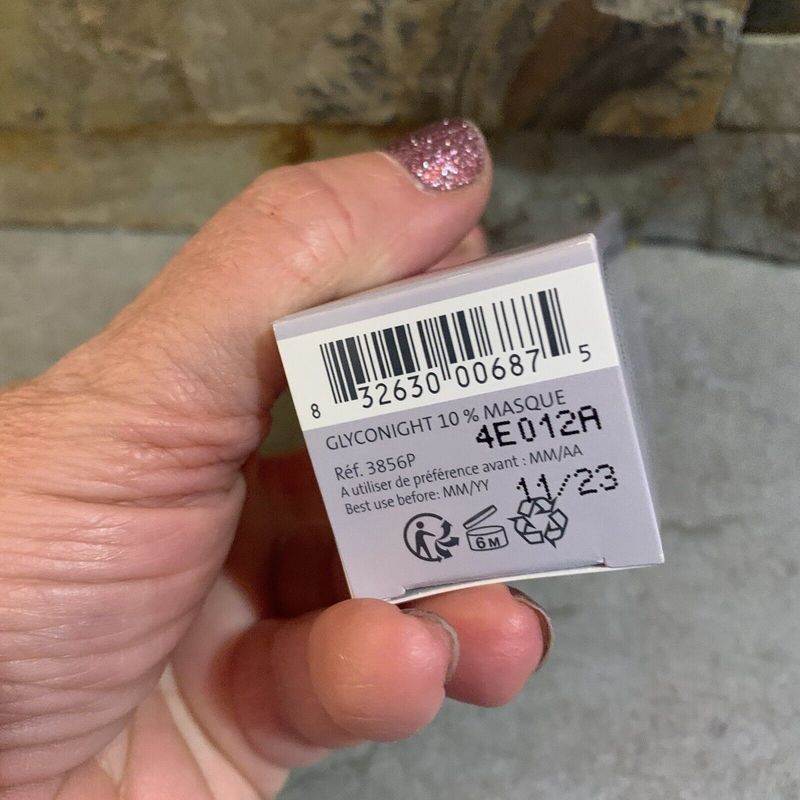 8 32630 00687 5
GLYCONIGHT 10 % MASQUE
4E012A
Réf. 3856P
A utiliser de préférence avant : MM/AA
Best use before: MM/YY
11/23
6 M